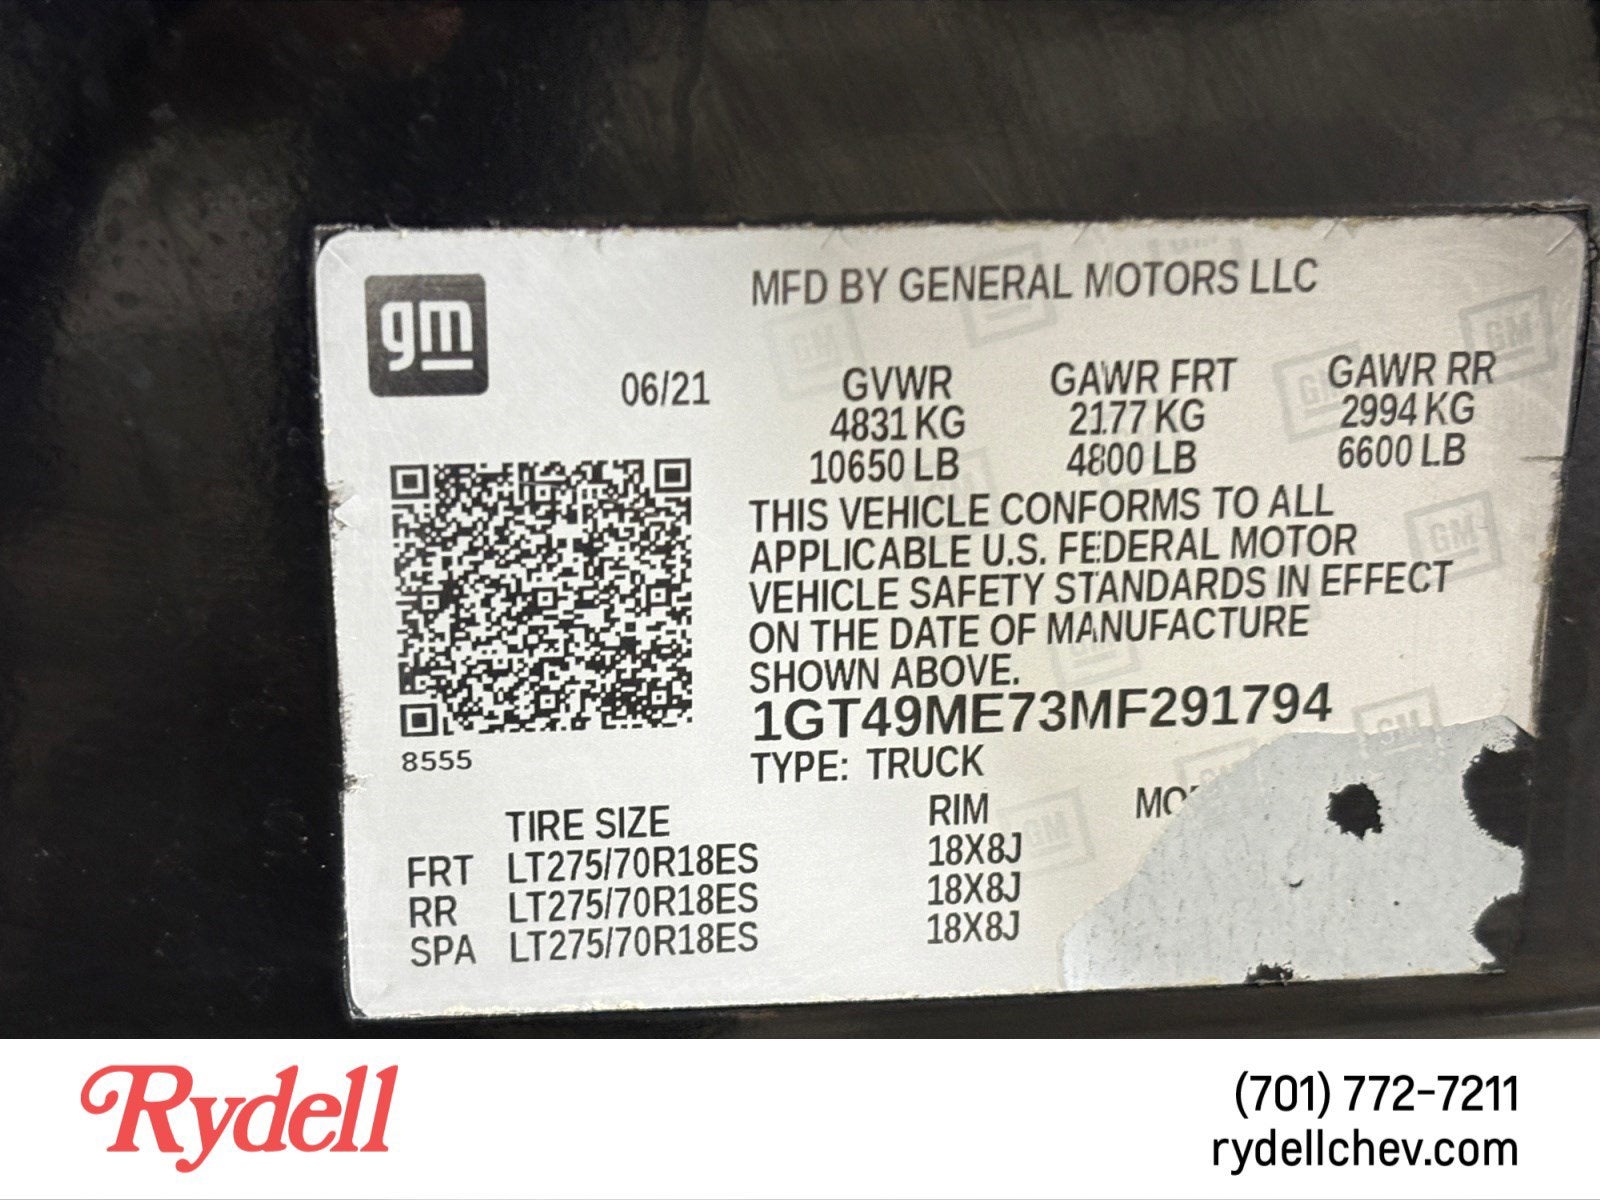 gm
MFD BY GENERAL MOTORS LLC
06/21
GVWR GAWR FRT GAWR RR
4831 KG 2177 KG 2994 KG
10650 LB 4800 LB 6600 LB
THIS VEHICLE CONFORMS TO ALL
APPLICABLE U.S. FEDERAL MOTOR
VEHICLE SAFETY STANDARDS IN EFFECT
ON THE DATE OF MANUFACTURE
SHOWN ABOVE.
1GT49ME73MF291794
8555
TYPE: TRUCK
TIRE SIZE RIM
FRT LT275/70R18ES 18X8J
RR LT275/70R18ES 18X8J
SPA LT275/70R18ES 18X8J
Rydell
(701) 772-7211
rydellchev.com